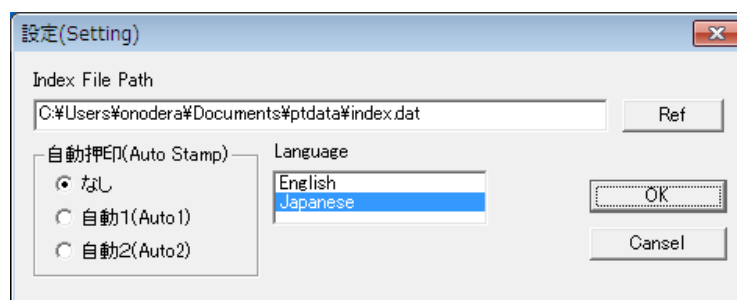 設定(Setting)
Index File Path
C:¥Users¥onodera¥Documents¥ptdata¥index.dat
Ref
自動押印(Auto Stamp)
なし
自動1(Auto1)
自動2(Auto2)
Language
English
Japanese
OK
Cansel